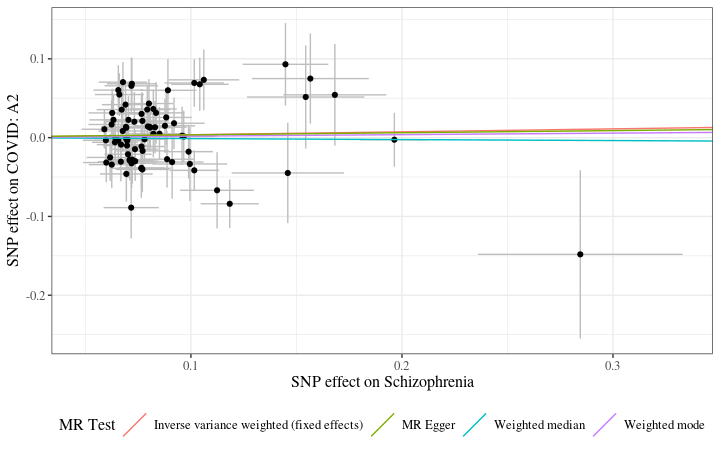 SNP effect on COVID: A2
0.1
0.0
-0.1
-0.2
0.1
0.2
0.3
SNP effect on Schizophrenia
MR Test
Inverse variance weighted (fixed effects)
MR Egger
Weighted median
Weighted mode